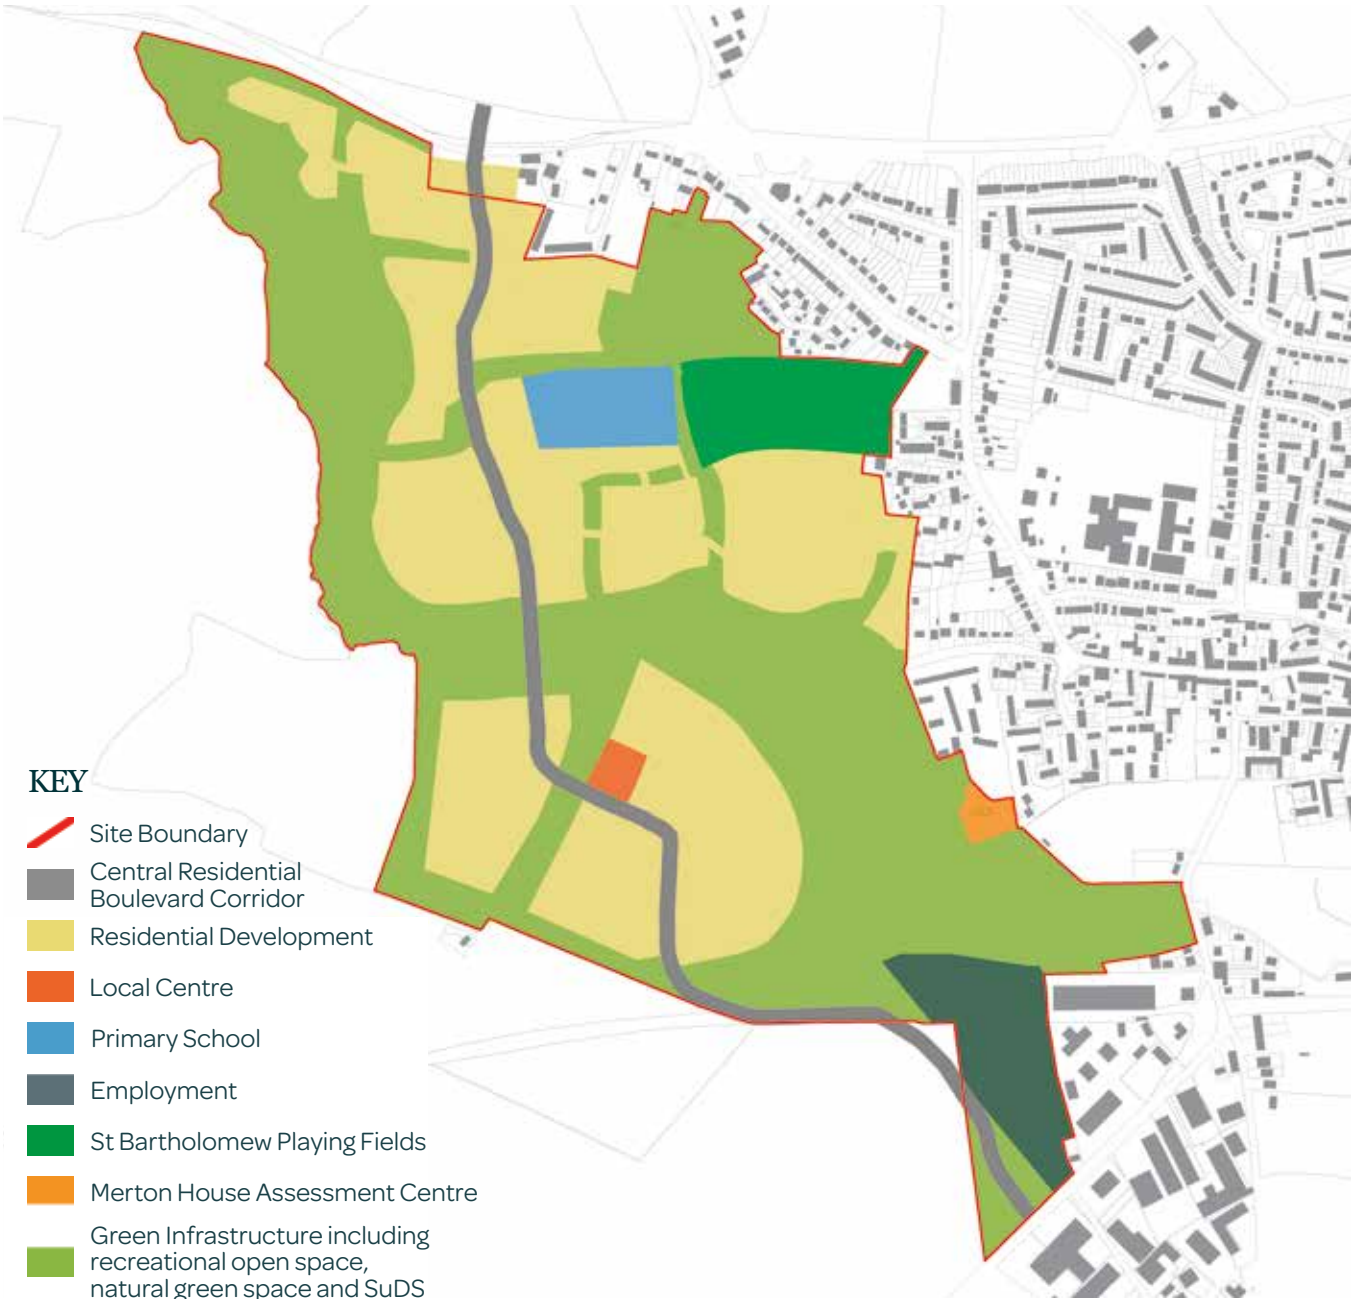 KEY
Site Boundary
Central Residential
Boulevard Corridor
Residential Development
Local Centre
Primary School
Employment
St Bartholomew Playing Fields
Merton House Assessment Centre
Green Infrastructure including
recreational open space,
natural green space and SuDS